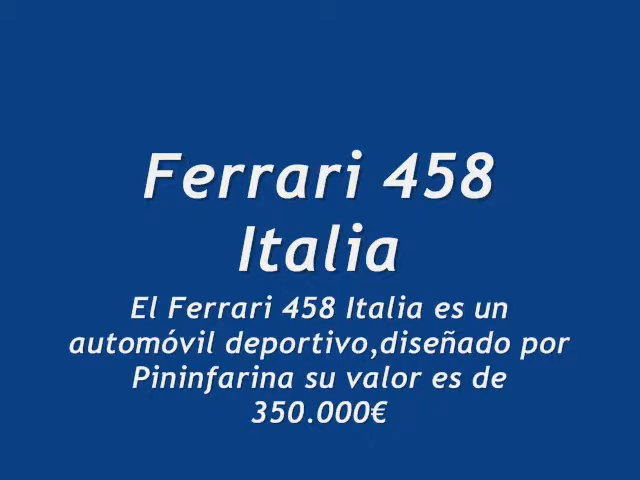 Ferrari 458
Italia
El Ferrari 458 Italia es un
automóvil deportivo,diseñado por
Pininfarina su valor es de
350.000€